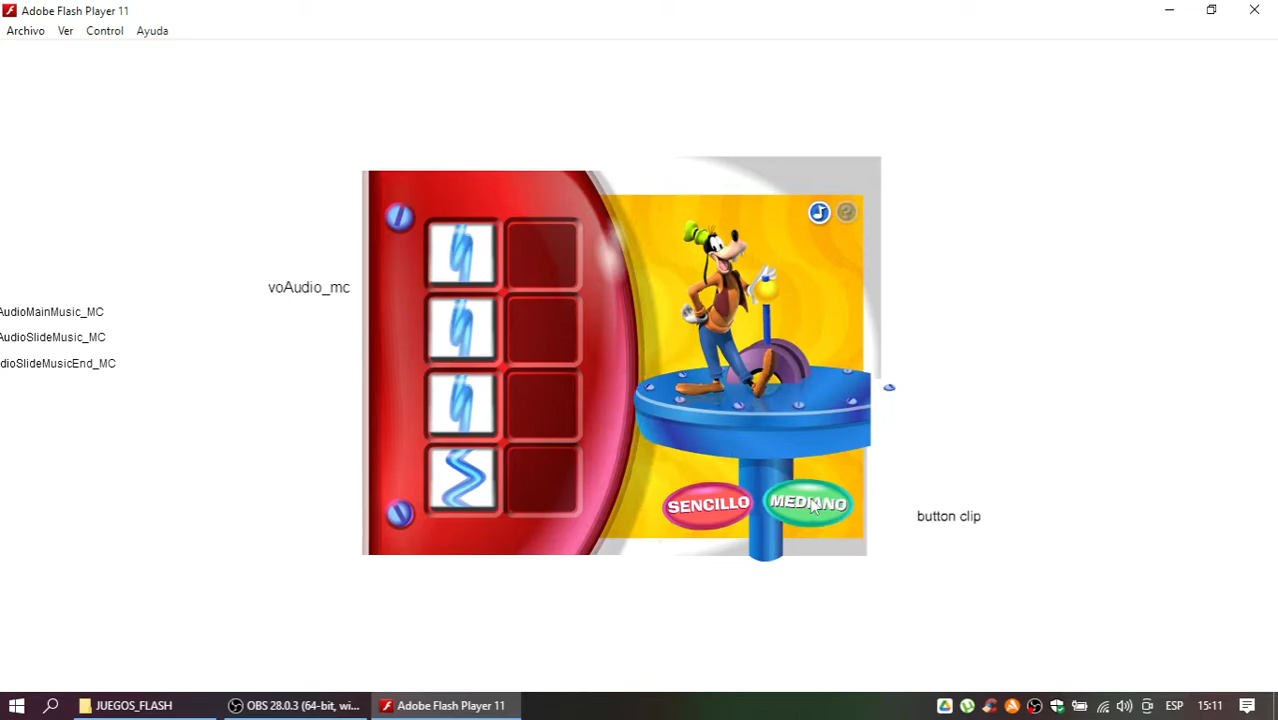 Adobe Flash Player 11
Archivo Ver Control Ayuda
voAudio_mc
AudioMainMusic_MC
AudioSlideMusic_MC
dioSlideMusicEnd_MC
?
SENCILLO MEDIANO
button clip
JUEGOS_FLASH OBS 28.0.3 (64-bit, wi... Adobe Flash Player 11 ESP 15:11